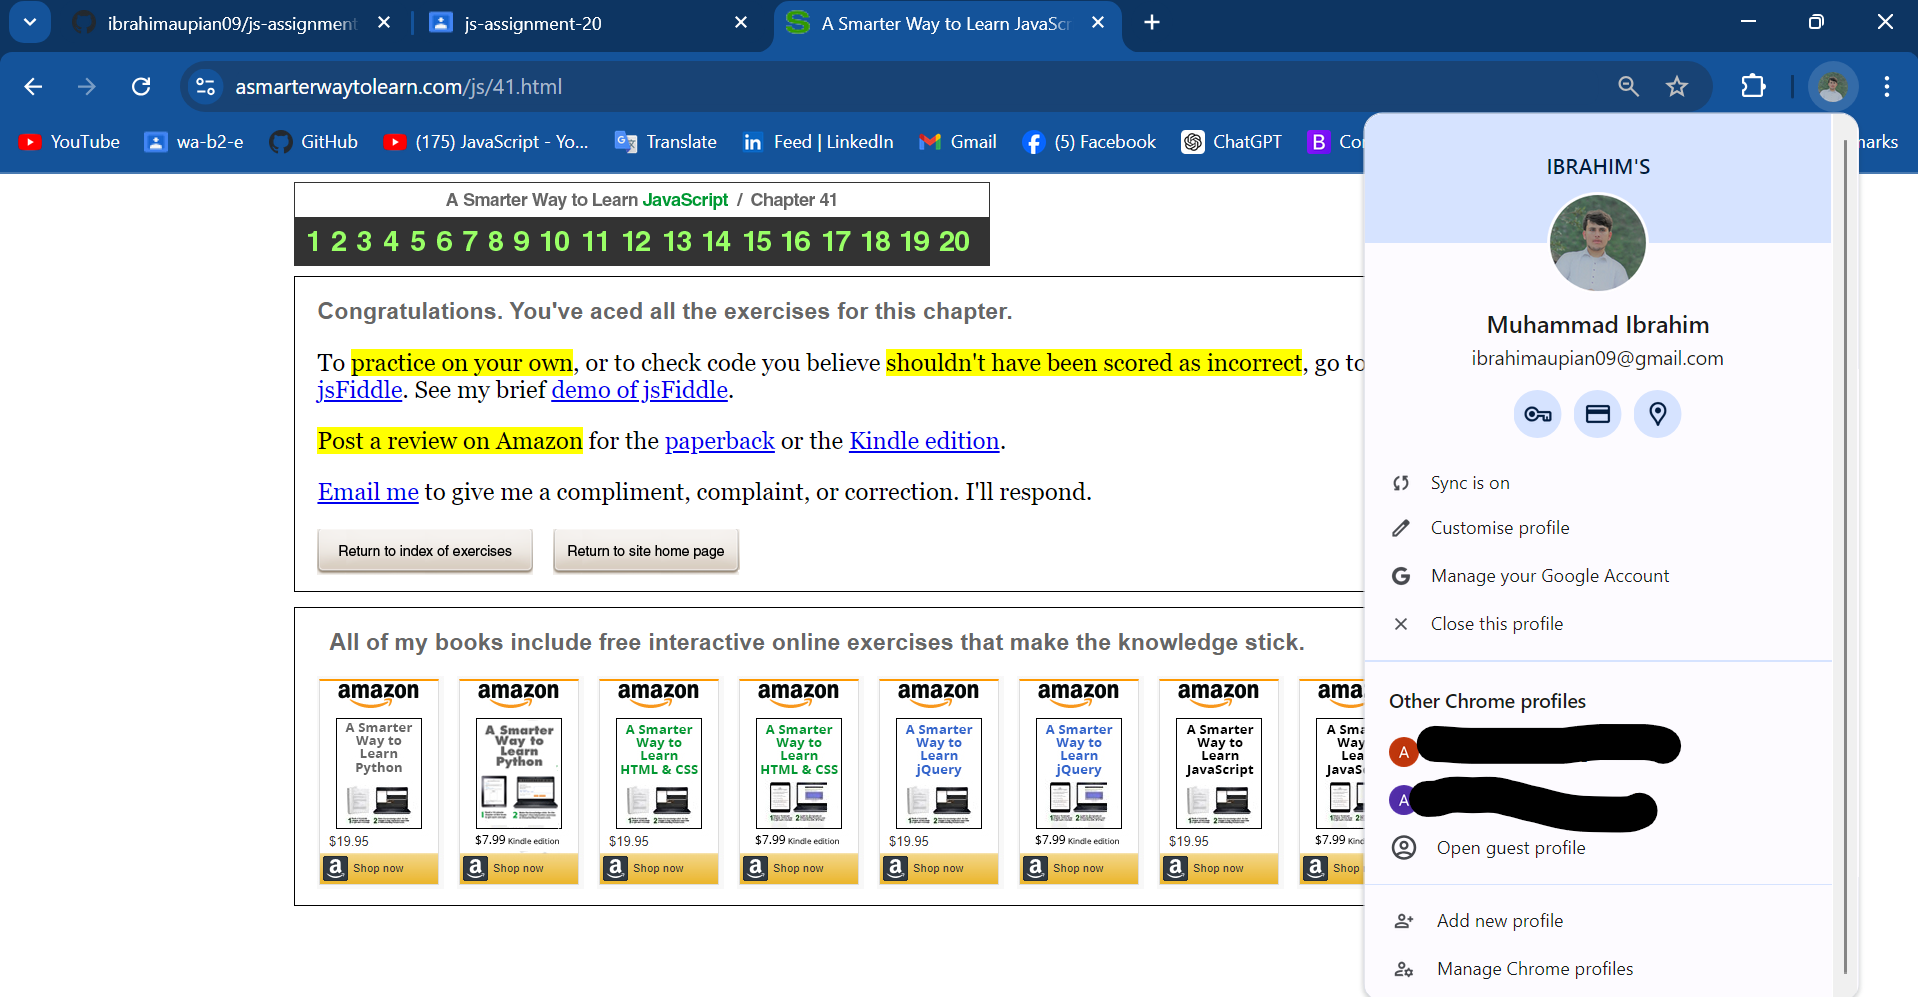 ibrahimaupian09/js-assignment
js-assignment-20
A Smarter Way to Learn JavaScr
asmarterwaytolearn.com/js/41.html
YouTube
wa-b2-e
GitHub
(175) JavaScript - Yo...
Translate
in Feed | LinkedIn
Gmail
(5) Facebook
ChatGPT
B Co
narks
A Smarter Way to Learn JavaScript / Chapter 41
1 2 3 4 5 6 7 8 9 10 11 12 13 14 15 16 17 18 19 20
Congratulations. You've aced all the exercises for this chapter.
To practice on your own, or to check code you believe shouldn't have been scored as incorrect, go to
jsFiddle. See my brief demo of jsFiddle.
Post a review on Amazon for the paperback or the Kindle edition.
Email me to give me a compliment, complaint, or correction. I'll respond.
Return to index of exercises
Return to site home page
All of my books include free interactive online exercises that make the knowledge stick.
amazon
A Smarter
Way to
Learn
Python
$19.95
a Shop now
amazon
A Smarter
Way to
Learn
Python
$7.99 Kindle edition
a Shop now
amazon
A Smarter
Way to
Learn
HTML & CSS
$19.95
a Shop now
amazon
A Smarter
Way to
Learn
HTML & CSS
$7.99 Kindle edition
a Shop now
amazon
A Smarter
Way to
Learn
jQuery
$19.95
a Shop now
amazon
A Smarter
Way to
Learn
jQuery
$7.99 Kindle edition
a Shop now
amazon
A Smarter
Way to
Learn
JavaScript
$19.95
a Shop now
ama
A Sma
Way
Lea
JavaS
$7.99 Kin
a Shop
IBRAHIM'S
Muhammad Ibrahim
ibrahimaupian09@gmail.com
Sync is on
Customise profile
G Manage your Google Account
Close this profile
Other Chrome profiles
A
A
Open guest profile
Add new profile
Manage Chrome profiles